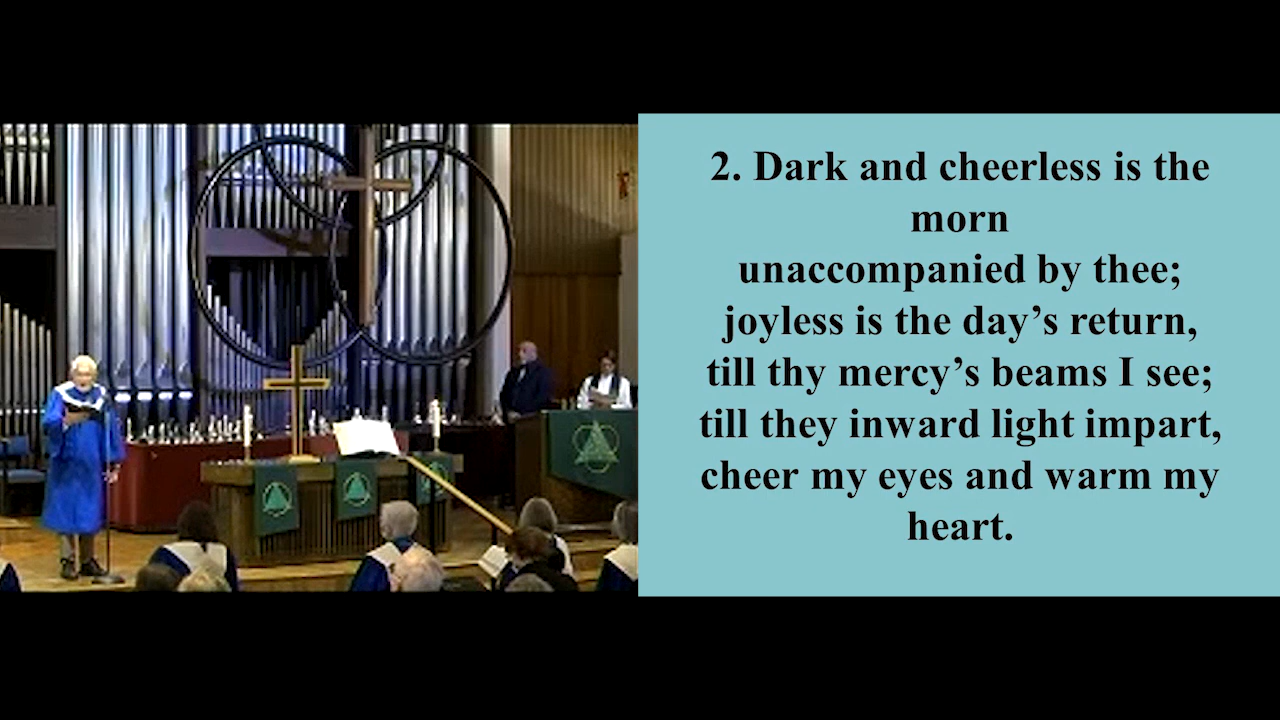 2. Dark and cheerless is the
morn
unaccompanied by thee;
joyless is the day’s return,
till thy mercy’s beams I see;
till they inward light impart,
cheer my eyes and warm my
heart.